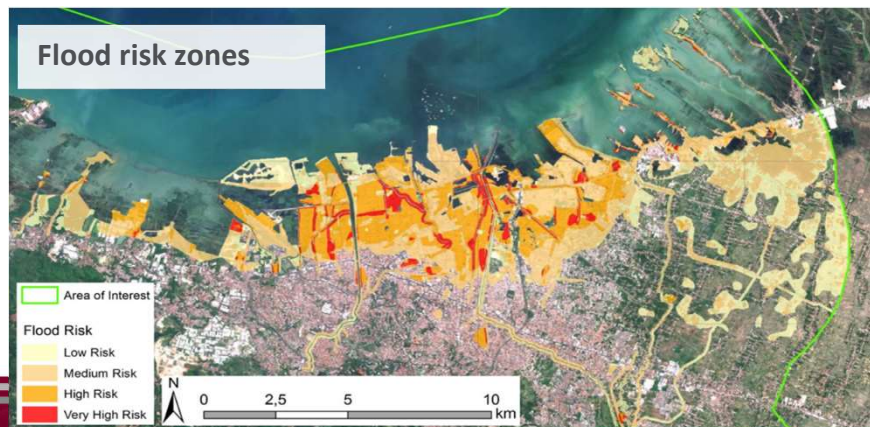 Flood risk zones
Area of Interest
Flood Risk
Low Risk
Medium Risk
High Risk
Very High Risk
N
0 2,5 5 10
km